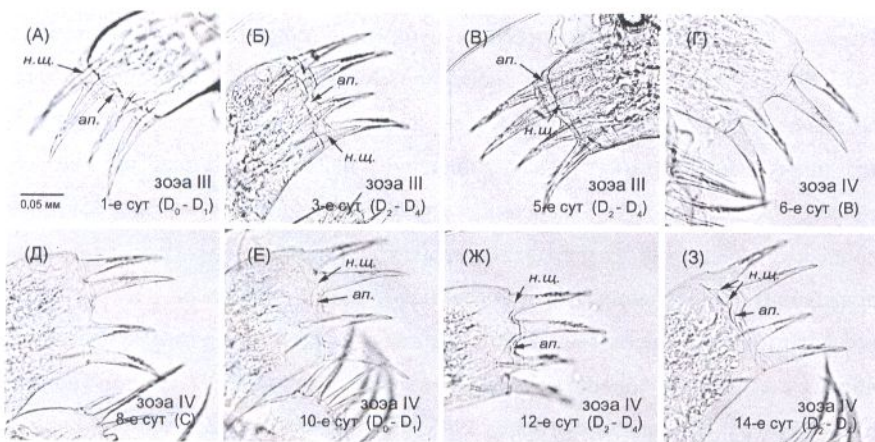 (А)
н.щ.
ап.
зоэа III
0,05 мм
1-е сут (D₀ - D₁)
(Б)
ап.
н.щ.
зоэа III
3-е сут (D₂ - D₄)
(В)
ап.
н.щ.
зоэа III
5-е сут (D₂ - D₄)
(Г)
зоэа IV
6-е сут (В)
(Д)
зоэа IV
8-е сут (С)
(Е)
н.щ.
ап.
зоэа IV
10-е сут (D₀ - D₁)
(Ж)
н.щ.
ап.
зоэа IV
12-е сут (D₂ - D₄)
(З)
н.щ.
ап.
зоэа IV
14-е сут (D₂ - D₄)